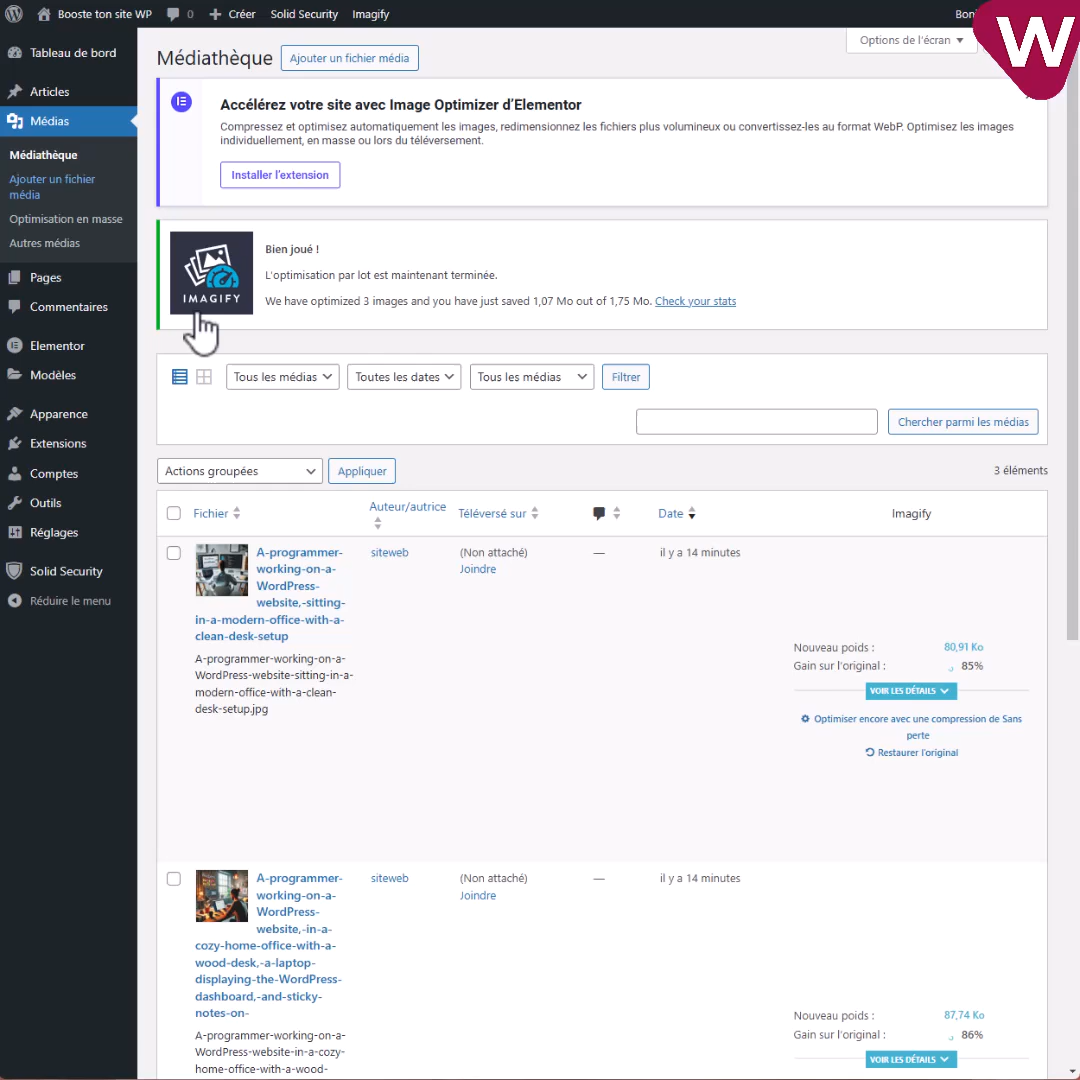 Booste ton site WP
0
Créer
Solid Security
Imagify
Bon
W
Tableau de bord
Articles
Médias
Médiathèque
Ajouter un fichier
média
Optimisation en masse
Autres médias
Pages
Commentaires
Elementor
Modèles
Apparence
Extensions
Comptes
Outils
Réglages
Solid Security
Réduire le menu
Médiathèque
Ajouter un fichier média
Options de l'écran
Accélérez votre site avec Image Optimizer d'Elementor
Compressez et optimisez automatiquement les images, redimensionnez les fichiers plus volumineux ou convertissez-les au format WebP. Optimisez les images
individuellement, en masse ou lors du téléversement.
Installer l'extension
IMAGIFY
Bien joué !
L'optimisation par lot est maintenant terminée.
We have optimized 3 images and you have just saved 1,07 Mo out of 1,75 Mo. Check your stats
Tous les médias
Toutes les dates
Tous les médias
Filtrer
Chercher parmi les médias
Actions groupées
Appliquer
3 éléments
Fichier
Auteur/autrice
Téléversé sur
Date
Imagify
A-programmer-
working-on-a-
WordPress-
website,-sitting-
in-a-modern-office-with-a-
clean-desk-setup
A-programmer-working-on-a-
WordPress-website-sitting-in-a-
modern-office-with-a-clean-
desk-setup.jpg
siteweb
(Non attaché)
Joindre
—
il y a 14 minutes
Nouveau poids :
80,91 Ko
Gain sur l'original :
85%
VOIR LES DÉTAILS
Optimiser encore avec une compression de Sans
perte
Restaurer l'original
A-programmer-
working-on-a-
WordPress-
website,-in-a-
cozy-home-office-with-a-
wood-desk,-a-laptop-
displaying-the-WordPress-
dashboard,-and-sticky-
notes-on-
A-programmer-working-on-a-
WordPress-website-in-a-cozy-
home-office-with-a-wood-
siteweb
(Non attaché)
Joindre
—
il y a 14 minutes
Nouveau poids :
87,74 Ko
Gain sur l'original :
86%
VOIR LES DÉTAILS